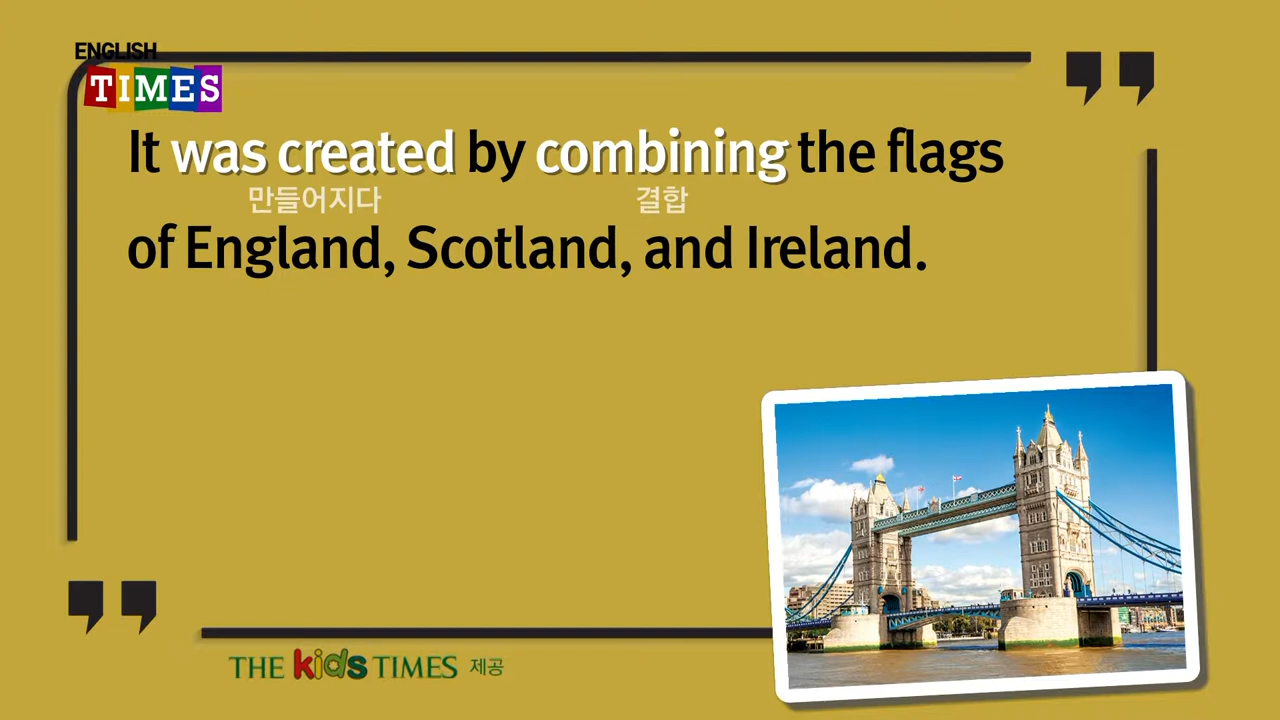 ENGLISH
TIMES
It was created by combining the flags
만들어지다 결합
of England, Scotland, and Ireland.
THE kids TIMES 제공